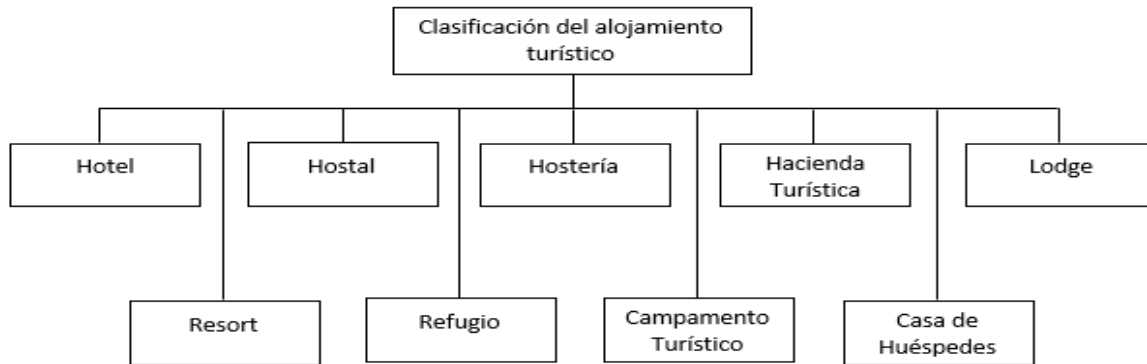 Clasificación del alojamiento
turístico
Hotel
Hostal
Hostería
Hacienda
Turística
Lodge
Resort
Refugio
Campamento
Turístico
Casa de
Huéspedes